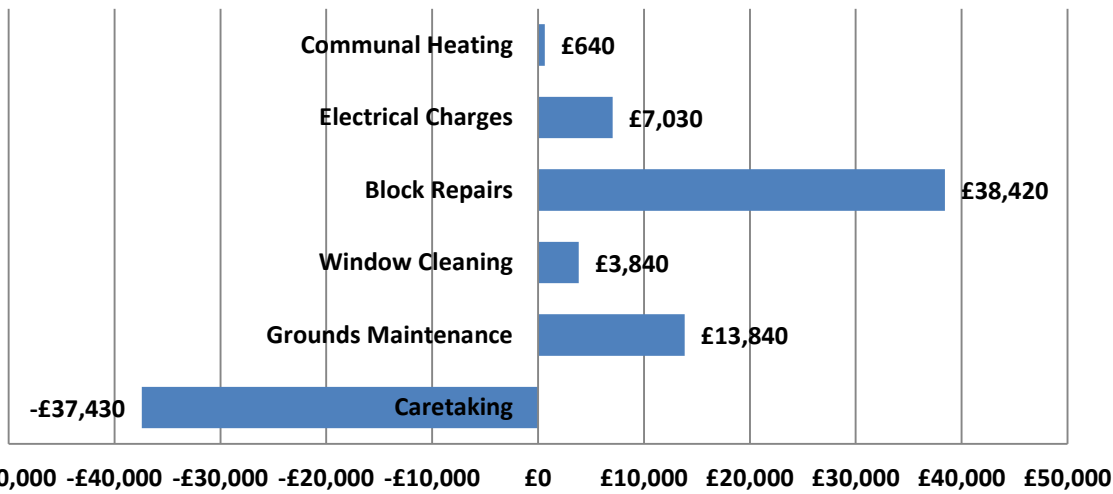 Communal Heating £640
Electrical Charges £7,030
Block Repairs £38,420
Window Cleaning £3,840
Grounds Maintenance £13,840
-£37,430 Caretaking
0,000 -£40,000 -£30,000 -£20,000 -£10,000 £0 £10,000 £20,000 £30,000 £40,000 £50,000